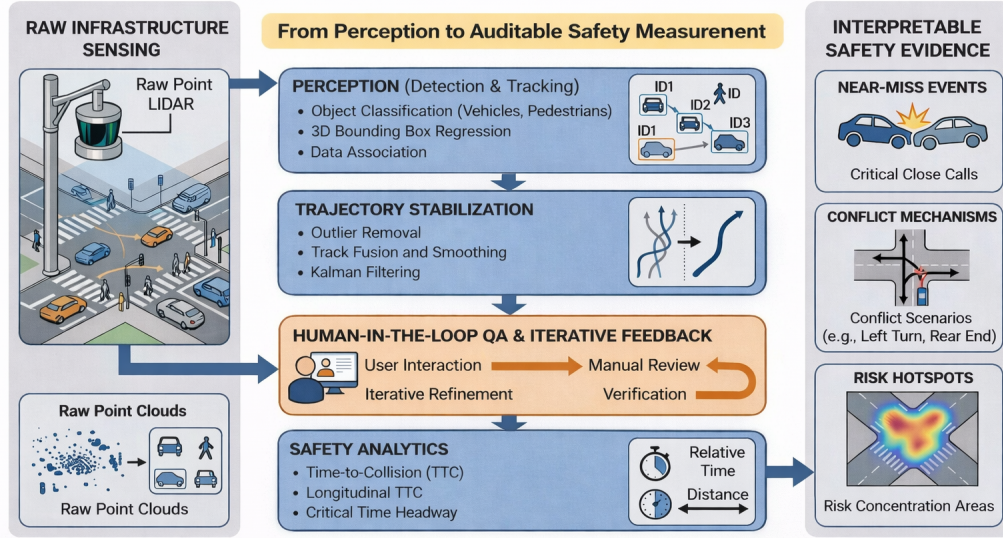 RAW INFRASTRUCTURE
SENSING
Raw Point
LIDAR
Raw Point Clouds
Raw Point Clouds
From Perception to Auditable Safety Measurement
PERCEPTION (Detection & Tracking)
• Object Classification (Vehicles, Pedestrians)
• 3D Bounding Box Regression
• Data Association
ID1
ID2
ID
ID3
ID1
TRAJECTORY STABILIZATION
• Outlier Removal
• Track Fusion and Smoothing
• Kalman Filtering
HUMAN-IN-THE-LOOP QA & ITERATIVE FEEDBACK
User Interaction
Manual Review
Iterative Refinement
Verification
SAFETY ANALYTICS
• Time-to-Collision (TTC)
• Longitudinal TTC
• Critical Time Headway
Relative
Time
Distance
INTERPRETABLE
SAFETY EVIDENCE
NEAR-MISS EVENTS
Critical Close Calls
CONFLICT MECHANISMS
Conflict Scenarios
(e.g., Left Turn, Rear End)
RISK HOTSPOTS
Risk Concentration Areas